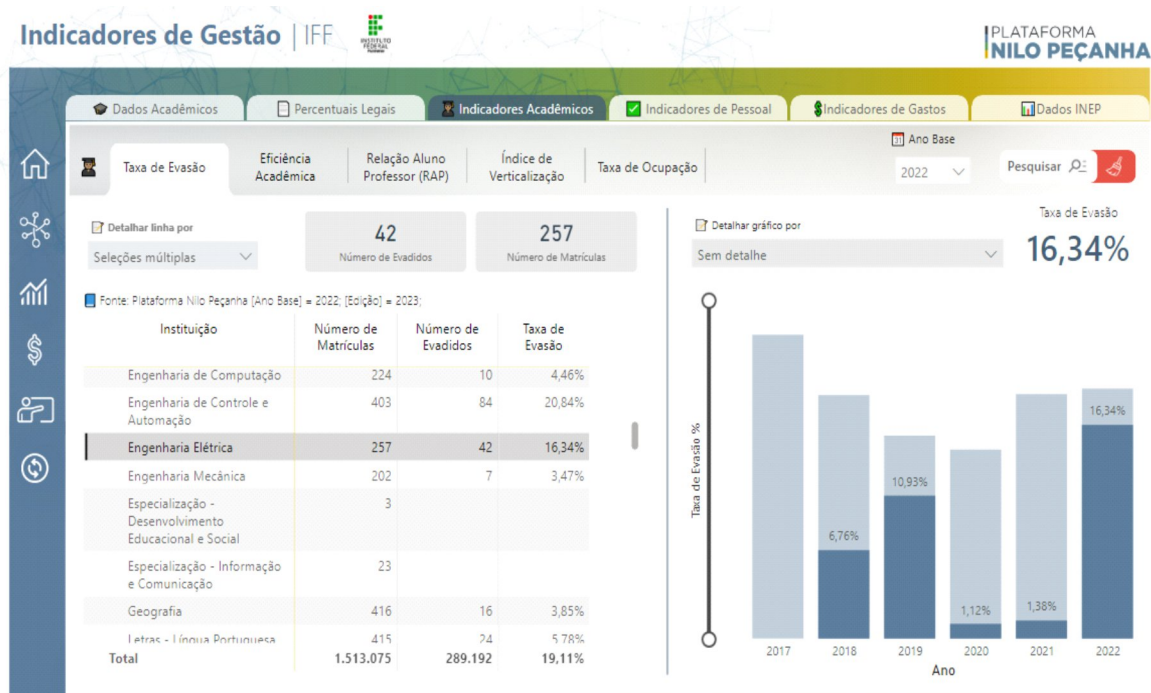 Indicadores de Gestão | IFF
INSTITUTO
FEDERAL
PLATAFORMA
NILO PEÇANHA
Dados Acadêmicos
Percentuais Legais
Indicadores Acadêmicos
Indicadores de Pessoal
Indicadores de Gastos
Dados INEP
Taxa de Evasão
Eficiência
Acadêmica
Relação Aluno
Professor (RAP)
Índice de
Verticalização
Taxa de Ocupação
Ano Base
2022
Pesquisar
Detalhar linha por
Seleções múltiplas
42
Número de Evadidos
257
Número de Matrículas
Fonte: Plataforma Nilo Peçanha [Ano Base] = 2022; [Edição] = 2023;
Instituição Número de Matrículas Número de Evadidos Taxa de Evasão
Engenharia de Computação 224 10 4,46%
Engenharia de Controle e
Automação 403 84 20,84%
Engenharia Elétrica 257 42 16,34%
Engenharia Mecânica 202 7 3,47%
Especialização - 3
Desenvolvimento
Educacional e Social
Especialização - Informação 23
e Comunicação
Geografia 416 16 3,85%
Letras - Língua Portuguesa 415 24 5,78%
Total 1.513.075 289.192 19,11%
Detalhar gráfico por
Sem detalhe
Taxa de Evasão
16,34%
Taxa de Evasão %
16,34%
10,93%
6,76%
1,12%
1,38%
2017 2018 2019 2020 2021 2022
Ano